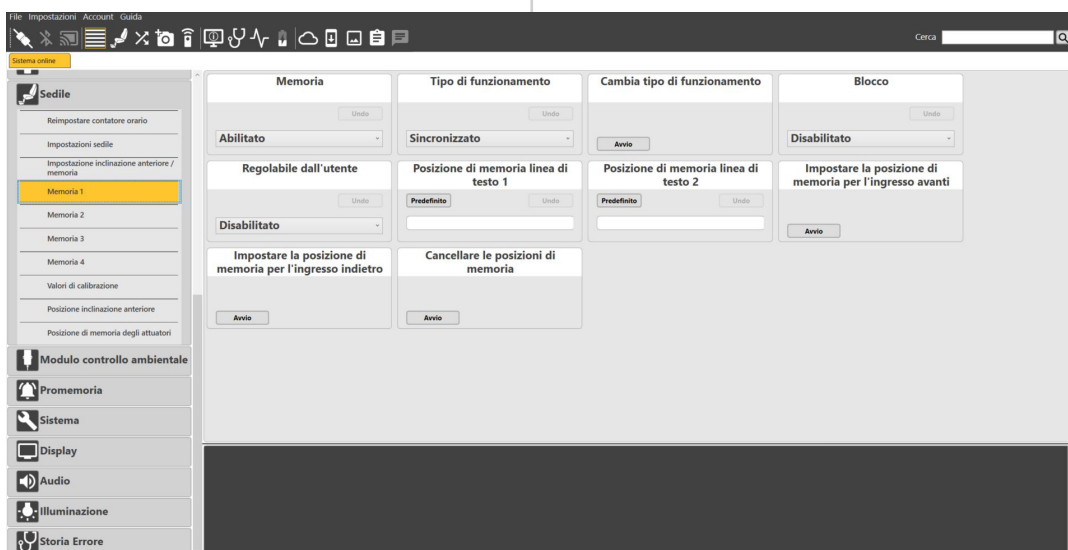 File Impostazioni Account Guida
Cerca
Sistema online
Sedile
Reimpostare contatore orario
Impostazioni sedile
Impostazione inclinazione anteriore /
memoria
Memoria 1
Memoria 2
Memoria 3
Memoria 4
Valori di calibrazione
Posizione inclinazione anteriore
Posizione di memoria degli attuatori
Modulo controllo ambientale
Promemoria
Sistema
Display
Audio
Illuminazione
Storia Errore
Memoria
Undo
Abilitato
Tipo di funzionamento
Undo
Sincronizzato
Cambia tipo di funzionamento
Avvio
Blocco
Undo
Disabilitato
Regolabile dall'utente
Undo
Disabilitato
Posizione di memoria linea di
testo 1
Predefinito Undo
Posizione di memoria linea di
testo 2
Predefinito Undo
Impostare la posizione di
memoria per l'ingresso avanti
Avvio
Impostare la posizione di
memoria per l'ingresso indietro
Avvio
Cancellare le posizioni di
memoria
Avvio